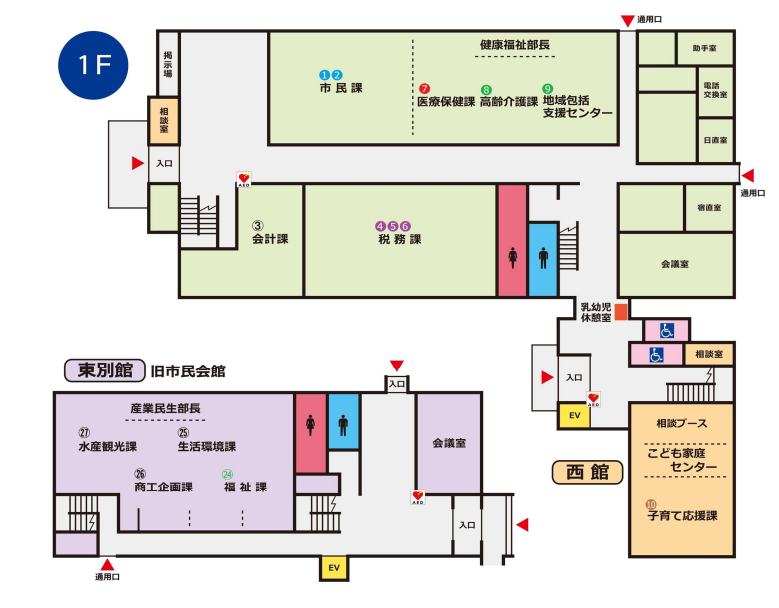 1F
掲示場
相談室
入口
通用口
助手室
電話
交換室
日直室
通用口
宿直室
会議室
健康福祉部長
❶❷
市民課
❼
医療保健課
❽
高齢介護課
❾
地域包括
支援センター
AED
③
会計課
❹❺❻
税務課
乳幼児
休憩室
相談室
入口
AED
EV
西館
相談ブース
こども家庭
センター
⑩
子育て応援課
東別館 旧市民会館
入口
産業民生部長
㉗
水産観光課
㉕
生活環境課
㉖
商工企画課
㉔
福祉課
会議室
AED
入口
通用口
EV